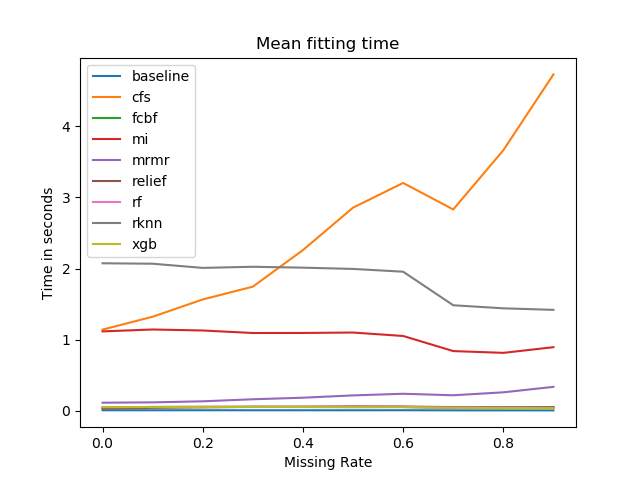 Mean fitting time
baseline
cfs
fcbf
mi
mrmr
relief
rf
rknn
xgb
Time in seconds
4
3
2
1
0
0.0 0.2 0.4 0.6 0.8
Missing Rate